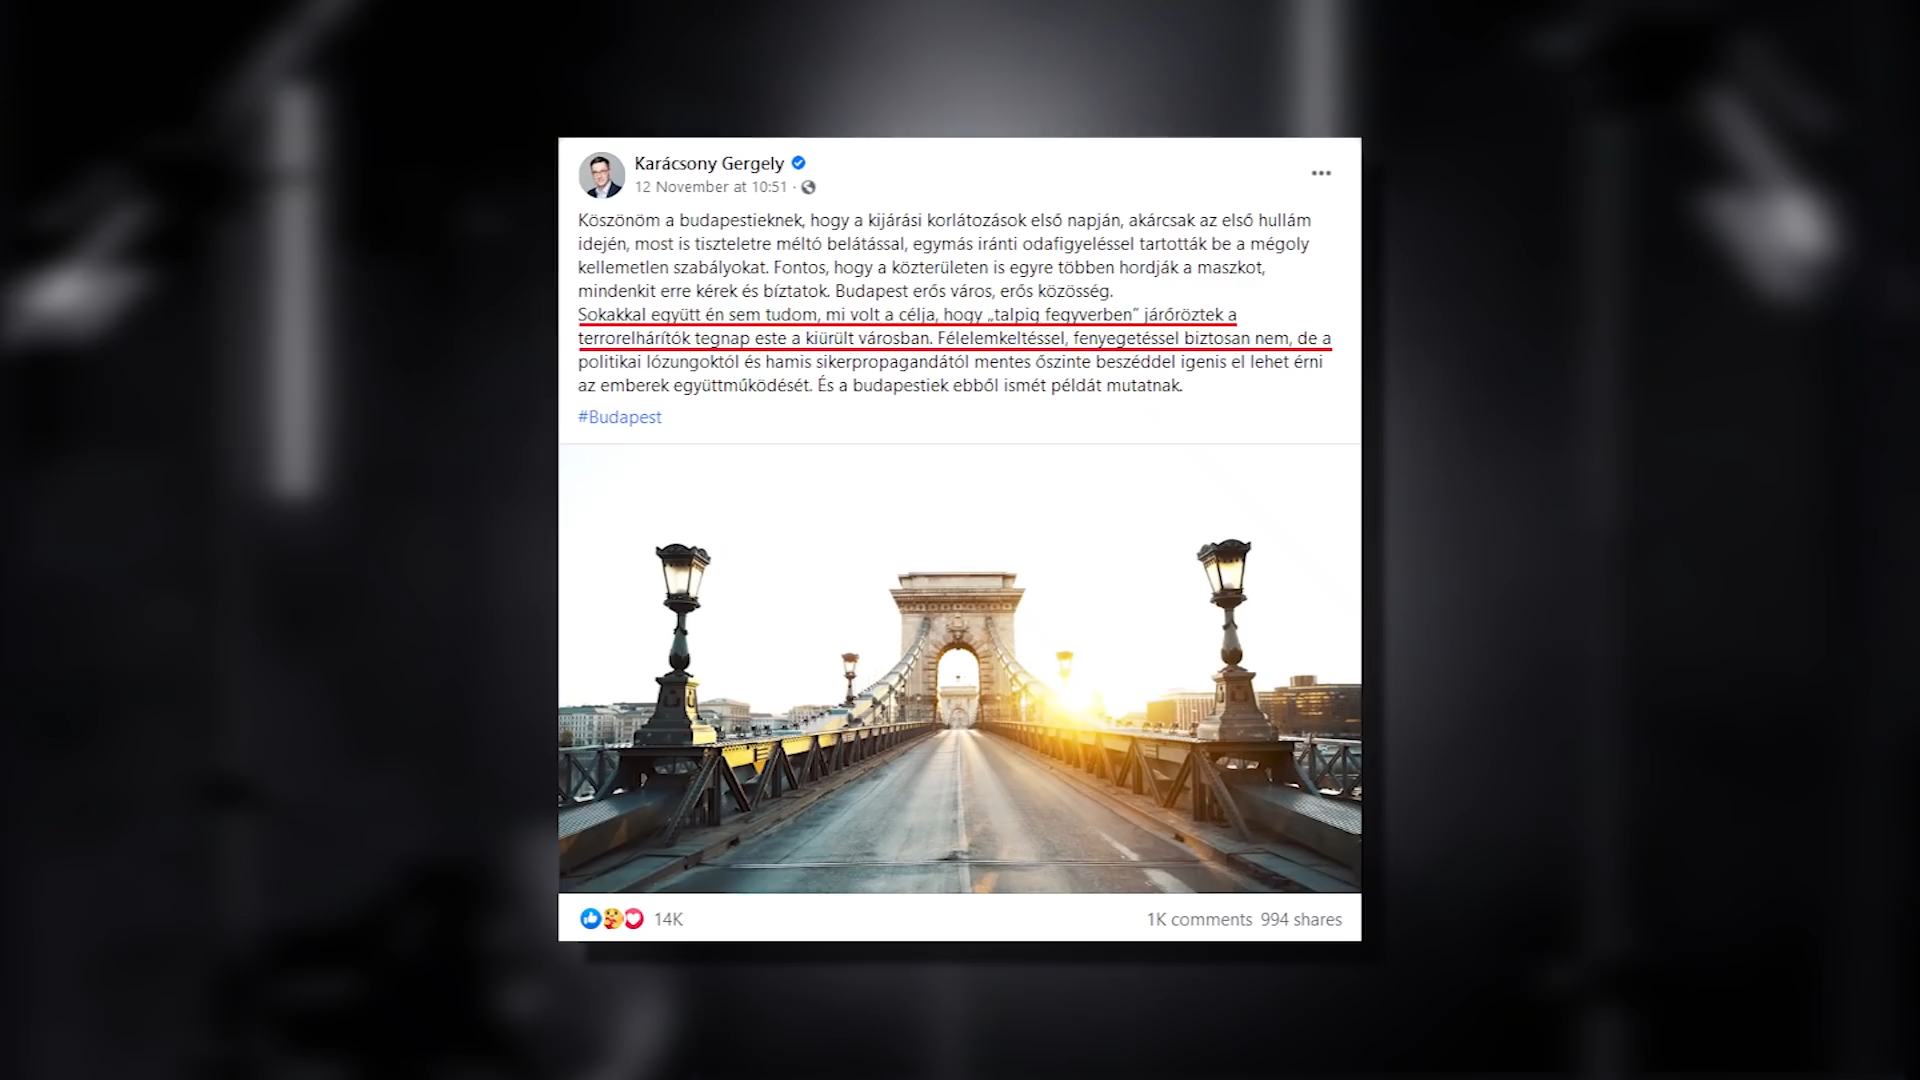 Karácsony Gergely
12 November at 10:51 ·
Köszönöm a budapestieknek, hogy a kijárási korlátozások első napján, akárcsak az első hullám
idején, most is tiszteletre méltó belátással, egymás iránti odafigyeléssel tartották be a mégoly
kellemetlen szabályokat. Fontos, hogy a közterületen is egyre többen hordják a maszkot,
mindenkit erre kérek és bíztatok. Budapest erős város, erős közösség.
Sokakkal együtt én sem tudom, mi volt a célja, hogy „talpig fegyverben” járőröztek a
terrorelhárítók tegnap este a kiürült városban. Félelemkeltéssel, fenyegetéssel biztosan nem, de a
politikai lózungoktól és hamis sikerpropagandától mentes őszinte beszéddel igenis el lehet érni
az emberek együttműködését. És a budapestiek ebből ismét példát mutatnak.
#Budapest
14K
1K comments 994 shares